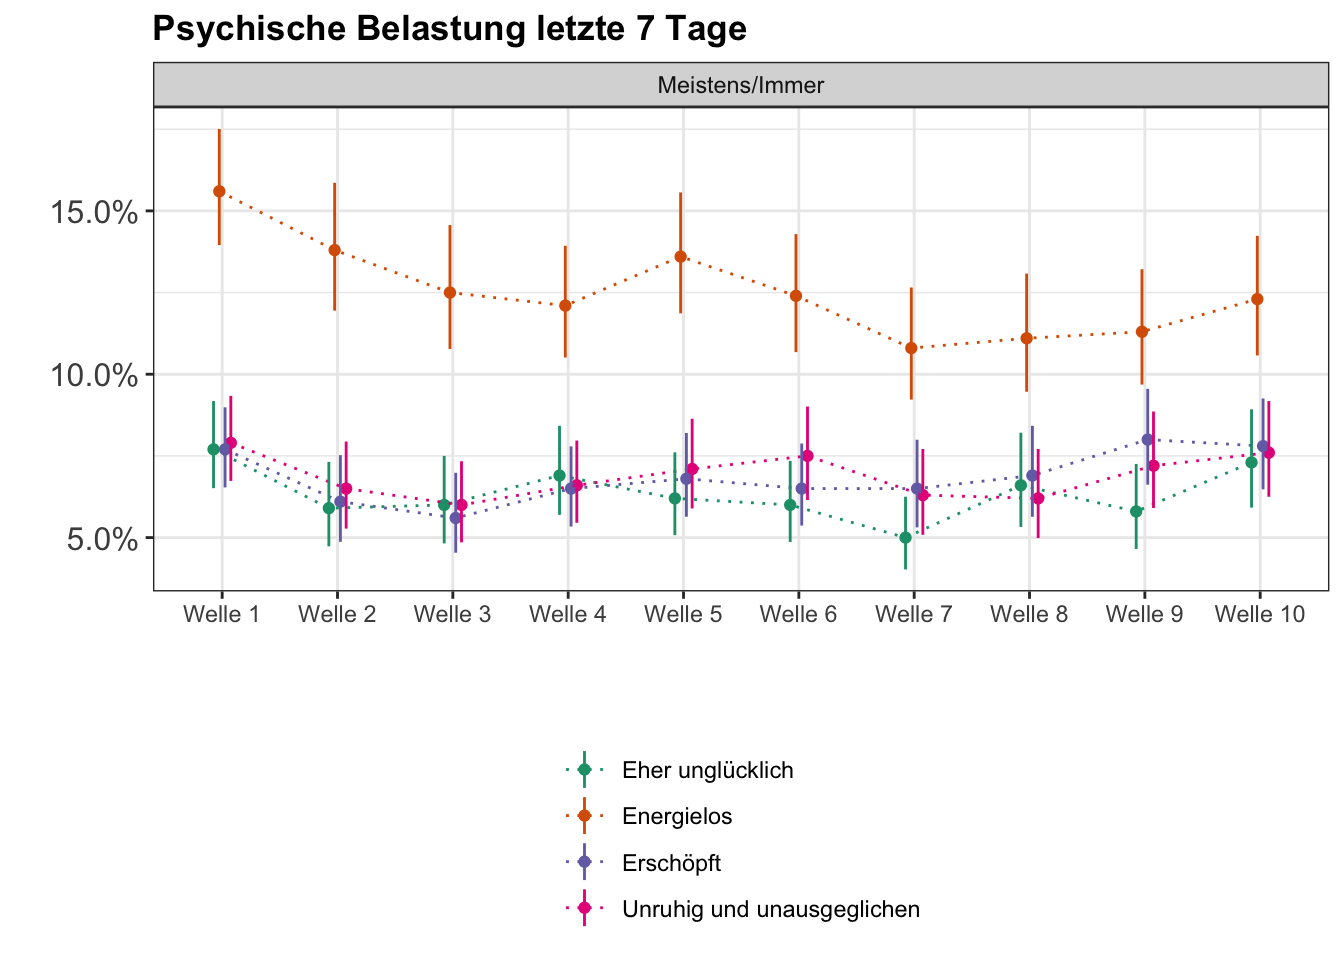 Psychische Belastung letzte 7 Tage
Meistens/Immer
15.0%
10.0%
5.0%
Welle 1 Welle 2 Welle 3 Welle 4 Welle 5 Welle 6 Welle 7 Welle 8 Welle 9 Welle 10
Eher unglücklich
Energielos
Erschöpft
Unruhig und unausgeglichen